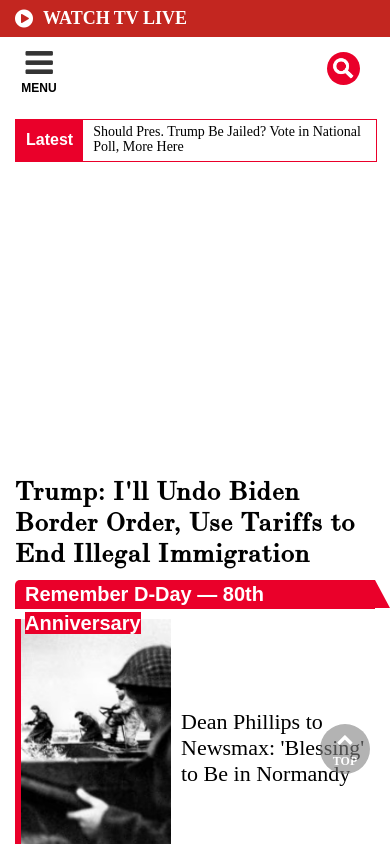 WATCH TV LIVE
MENU
Latest
Should Pres. Trump Be Jailed? Vote in National
Poll, More Here
Trump: I'll Undo Biden
Border Order, Use Tariffs to
End Illegal Immigration
Remember D-Day — 80th
Anniversary
Dean Phillips to
Newsmax: 'Blessing'
to Be in Normandy
TOP